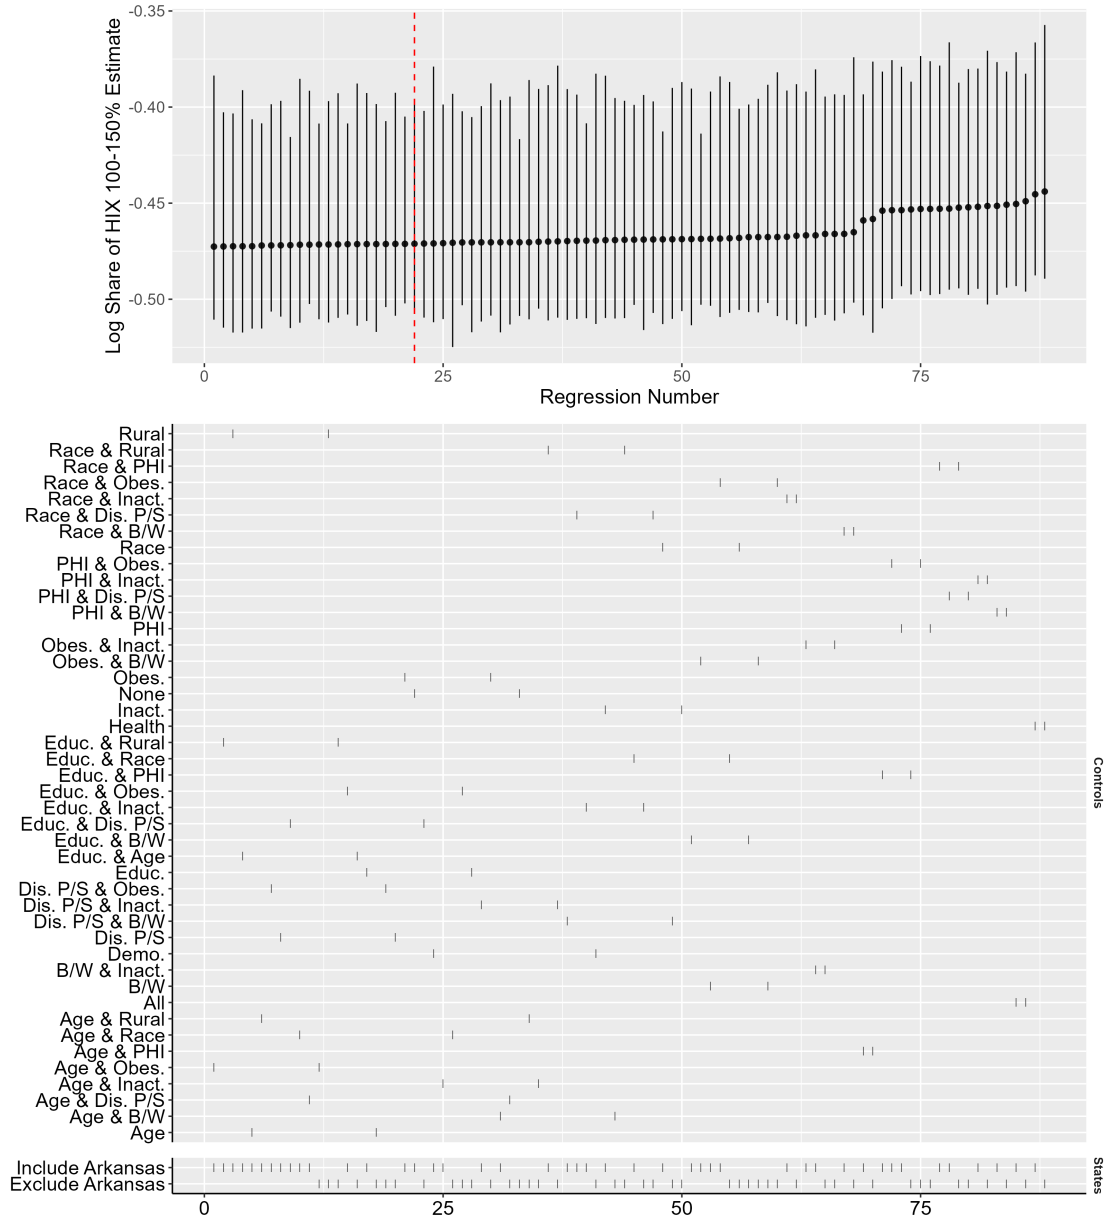 Log Share of HIX 100-150% Estimate
-0.35
-0.40
-0.45
-0.50
0 25 50 75
Regression Number
Rural
Race & Rural
Race & PHI
Race & Obes.
Race & Inact.
Race & Dis. P/S
Race & B/W
Race
PHI & Obes.
PHI & Inact.
PHI & Dis. P/S
PHI & B/W
PHI
Obes. & Inact.
Obes. & B/W
Obes.
None
Inact.
Health
Educ. & Rural
Educ. & Race
Educ. & PHI
Educ. & Obes.
Educ. & Inact.
Educ. & Dis. P/S
Educ. & B/W
Educ. & Age
Educ.
Dis. P/S & Obes.
Dis. P/S & Inact.
Dis. P/S & B/W
Dis. P/S
Demo.
B/W & Inact.
B/W
All
Age & Rural
Age & Race
Age & PHI
Age & Obes.
Age & Inact.
Age & Dis. P/S
Age & B/W
Age
Controls
Include Arkansas
Exclude Arkansas
States
0 25 50 75